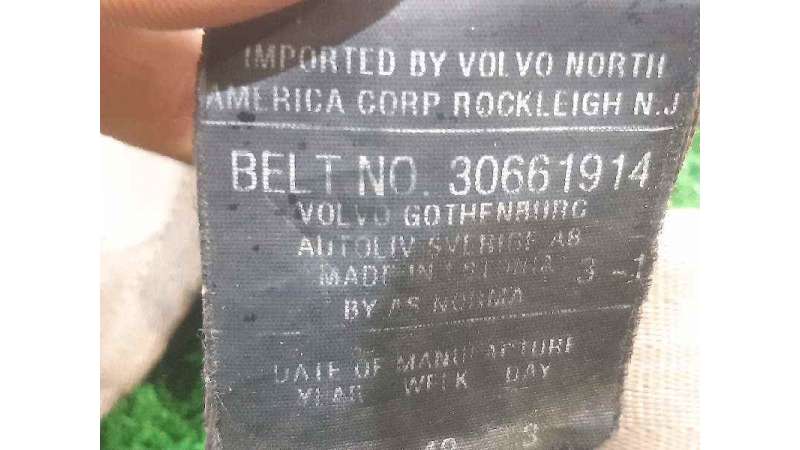 IMPORTED BY VOLVO NORTH
AMERICA CORP ROCKLEIGH N.J
BELT NO. 30661914
VOLVO GOTHENBURG
AUTOLIV SVERIGE AB
MADE IN ESTONIA 3-1
BY AS NORMA
DATE OF MANUFACTURE
YEAR WEEK DAY
3